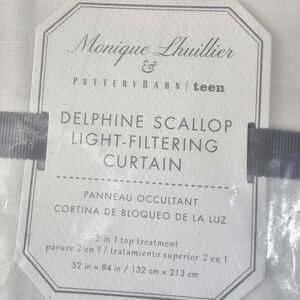 Monique Lhuillier
&
POTTERY BARN | teen
DELPHINE SCALLOP
LIGHT-FILTERING
CURTAIN
PANNEAU OCCULTANT
CORTINA DE BLOQUEO DE LA LUZ
2 in 1 top treatment
parure 2 en 1 / tratamiento superior 2 en 1
52 in x 84 in / 132 cm x 213 cm